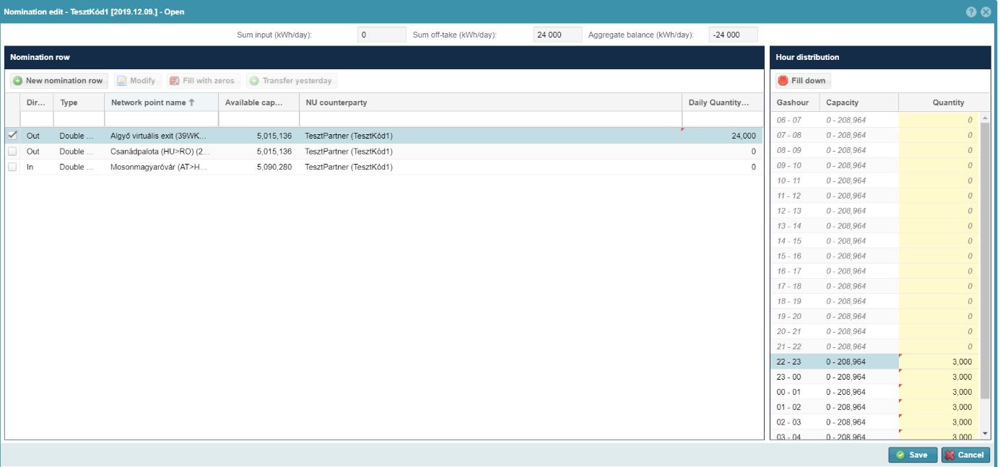 Nomination edit - TesztKód1 [2019.12.09.] - Open
Sum input (kWh/day): 0 Sum off-take (kWh/day): 24 000 Aggregate balance (kWh/day): -24 000
Nomination row
New nomination row Modify Fill with zeros Transfer yesterday
Dir... Type Network point name Available cap... NU counterparty Daily Quantity...
Out Double ... Algyő virtuális exit (39WK... 5,015,136 TesztPartner (TesztKód1) 24,000
Out Double ... Csanádpalota (HU>RO) (2... 5,015,136 TesztPartner (TesztKód1) 0
In Double ... Mosonmagyaróvár (AT>H... 5,090,280 TesztPartner (TesztKód1) 0
Hour distribution
Fill down
Gashour Capacity Quantity
06 - 07 0 - 208,964 0
07 - 08 0 - 208,964 0
08 - 09 0 - 208,964 0
09 - 10 0 - 208,964 0
10 - 11 0 - 208,964 0
11 - 12 0 - 208,964 0
12 - 13 0 - 208,964 0
13 - 14 0 - 208,964 0
14 - 15 0 - 208,964 0
15 - 16 0 - 208,964 0
16 - 17 0 - 208,964 0
17 - 18 0 - 208,964 0
18 - 19 0 - 208,964 0
19 - 20 0 - 208,964 0
20 - 21 0 - 208,964 0
21 - 22 0 - 208,964 0
22 - 23 0 - 208,964 3,000
23 - 00 0 - 208,964 3,000
00 - 01 0 - 208,964 3,000
01 - 02 0 - 208,964 3,000
02 - 03 0 - 208,964 3,000
03 - 04 0 - 208,964 3,000
Save Cancel